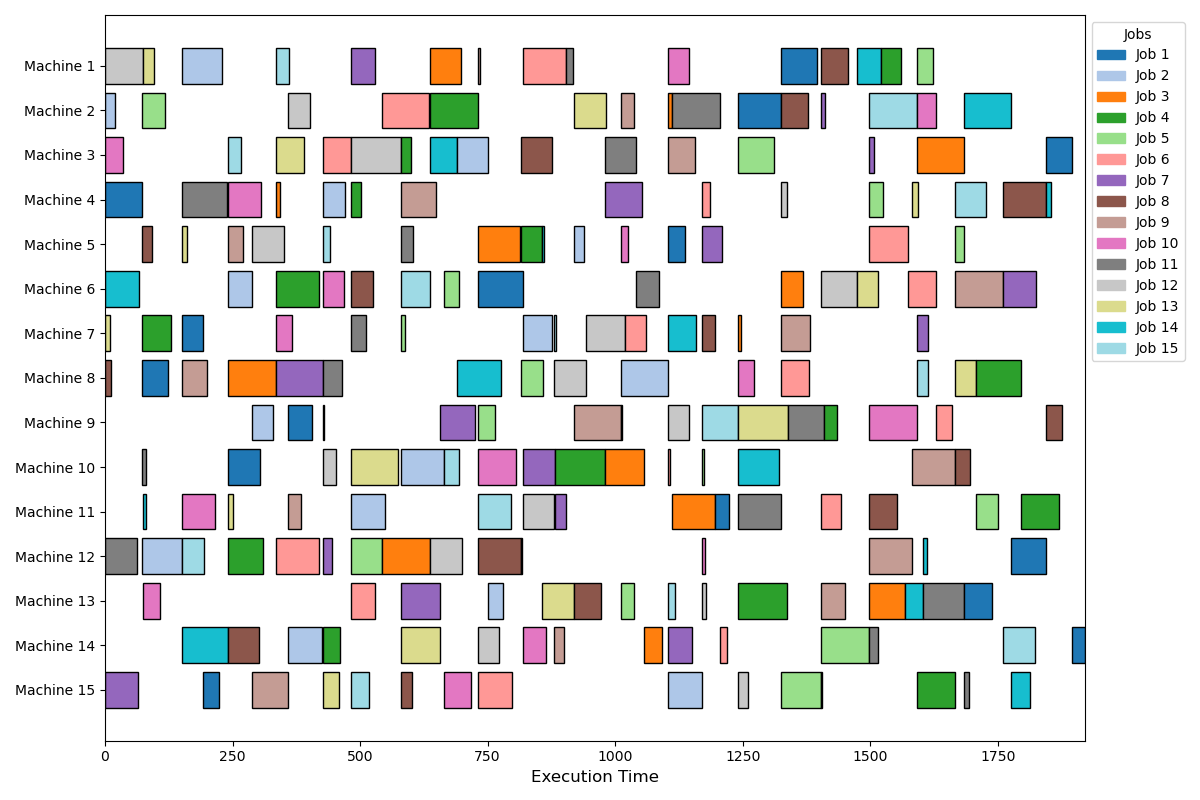 Machine 1
Machine 2
Machine 3
Machine 4
Machine 5
Machine 6
Machine 7
Machine 8
Machine 9
Machine 10
Machine 11
Machine 12
Machine 13
Machine 14
Machine 15
0 250 500 750 1000 1250 1500 1750
Execution Time
Jobs
Job 1
Job 2
Job 3
Job 4
Job 5
Job 6
Job 7
Job 8
Job 9
Job 10
Job 11
Job 12
Job 13
Job 14
Job 15